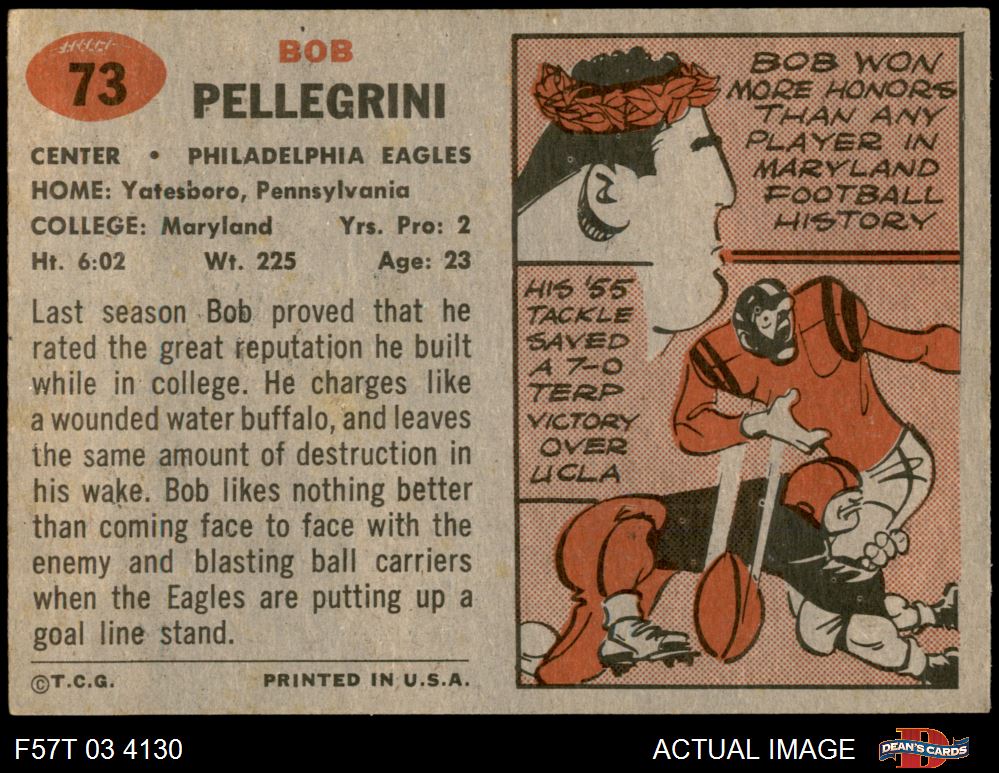 73
BOB
PELLEGRINI
CENTER • PHILADELPHIA EAGLES
HOME: Yatesboro, Pennsylvania
COLLEGE: Maryland Yrs. Pro: 2
Ht. 6:02 Wt. 225 Age: 23
Last season Bob proved that he
rated the great reputation he built
while in college. He charges like
a wounded water buffalo, and leaves
the same amount of destruction in
his wake. Bob likes nothing better
than coming face to face with the
enemy and blasting ball carriers
when the Eagles are putting up a
goal line stand.
©T.C.G. PRINTED IN U.S.A.
BOB WON
MORE HONORS
THAN ANY
PLAYER IN
MARYLAND
FOOTBALL
HISTORY
HIS '55
TACKLE
SAVED
A 7-0
TERP
VICTORY
OVER
UCLA
F57T 03 4130
ACTUAL IMAGE
DEAN'S CARDS